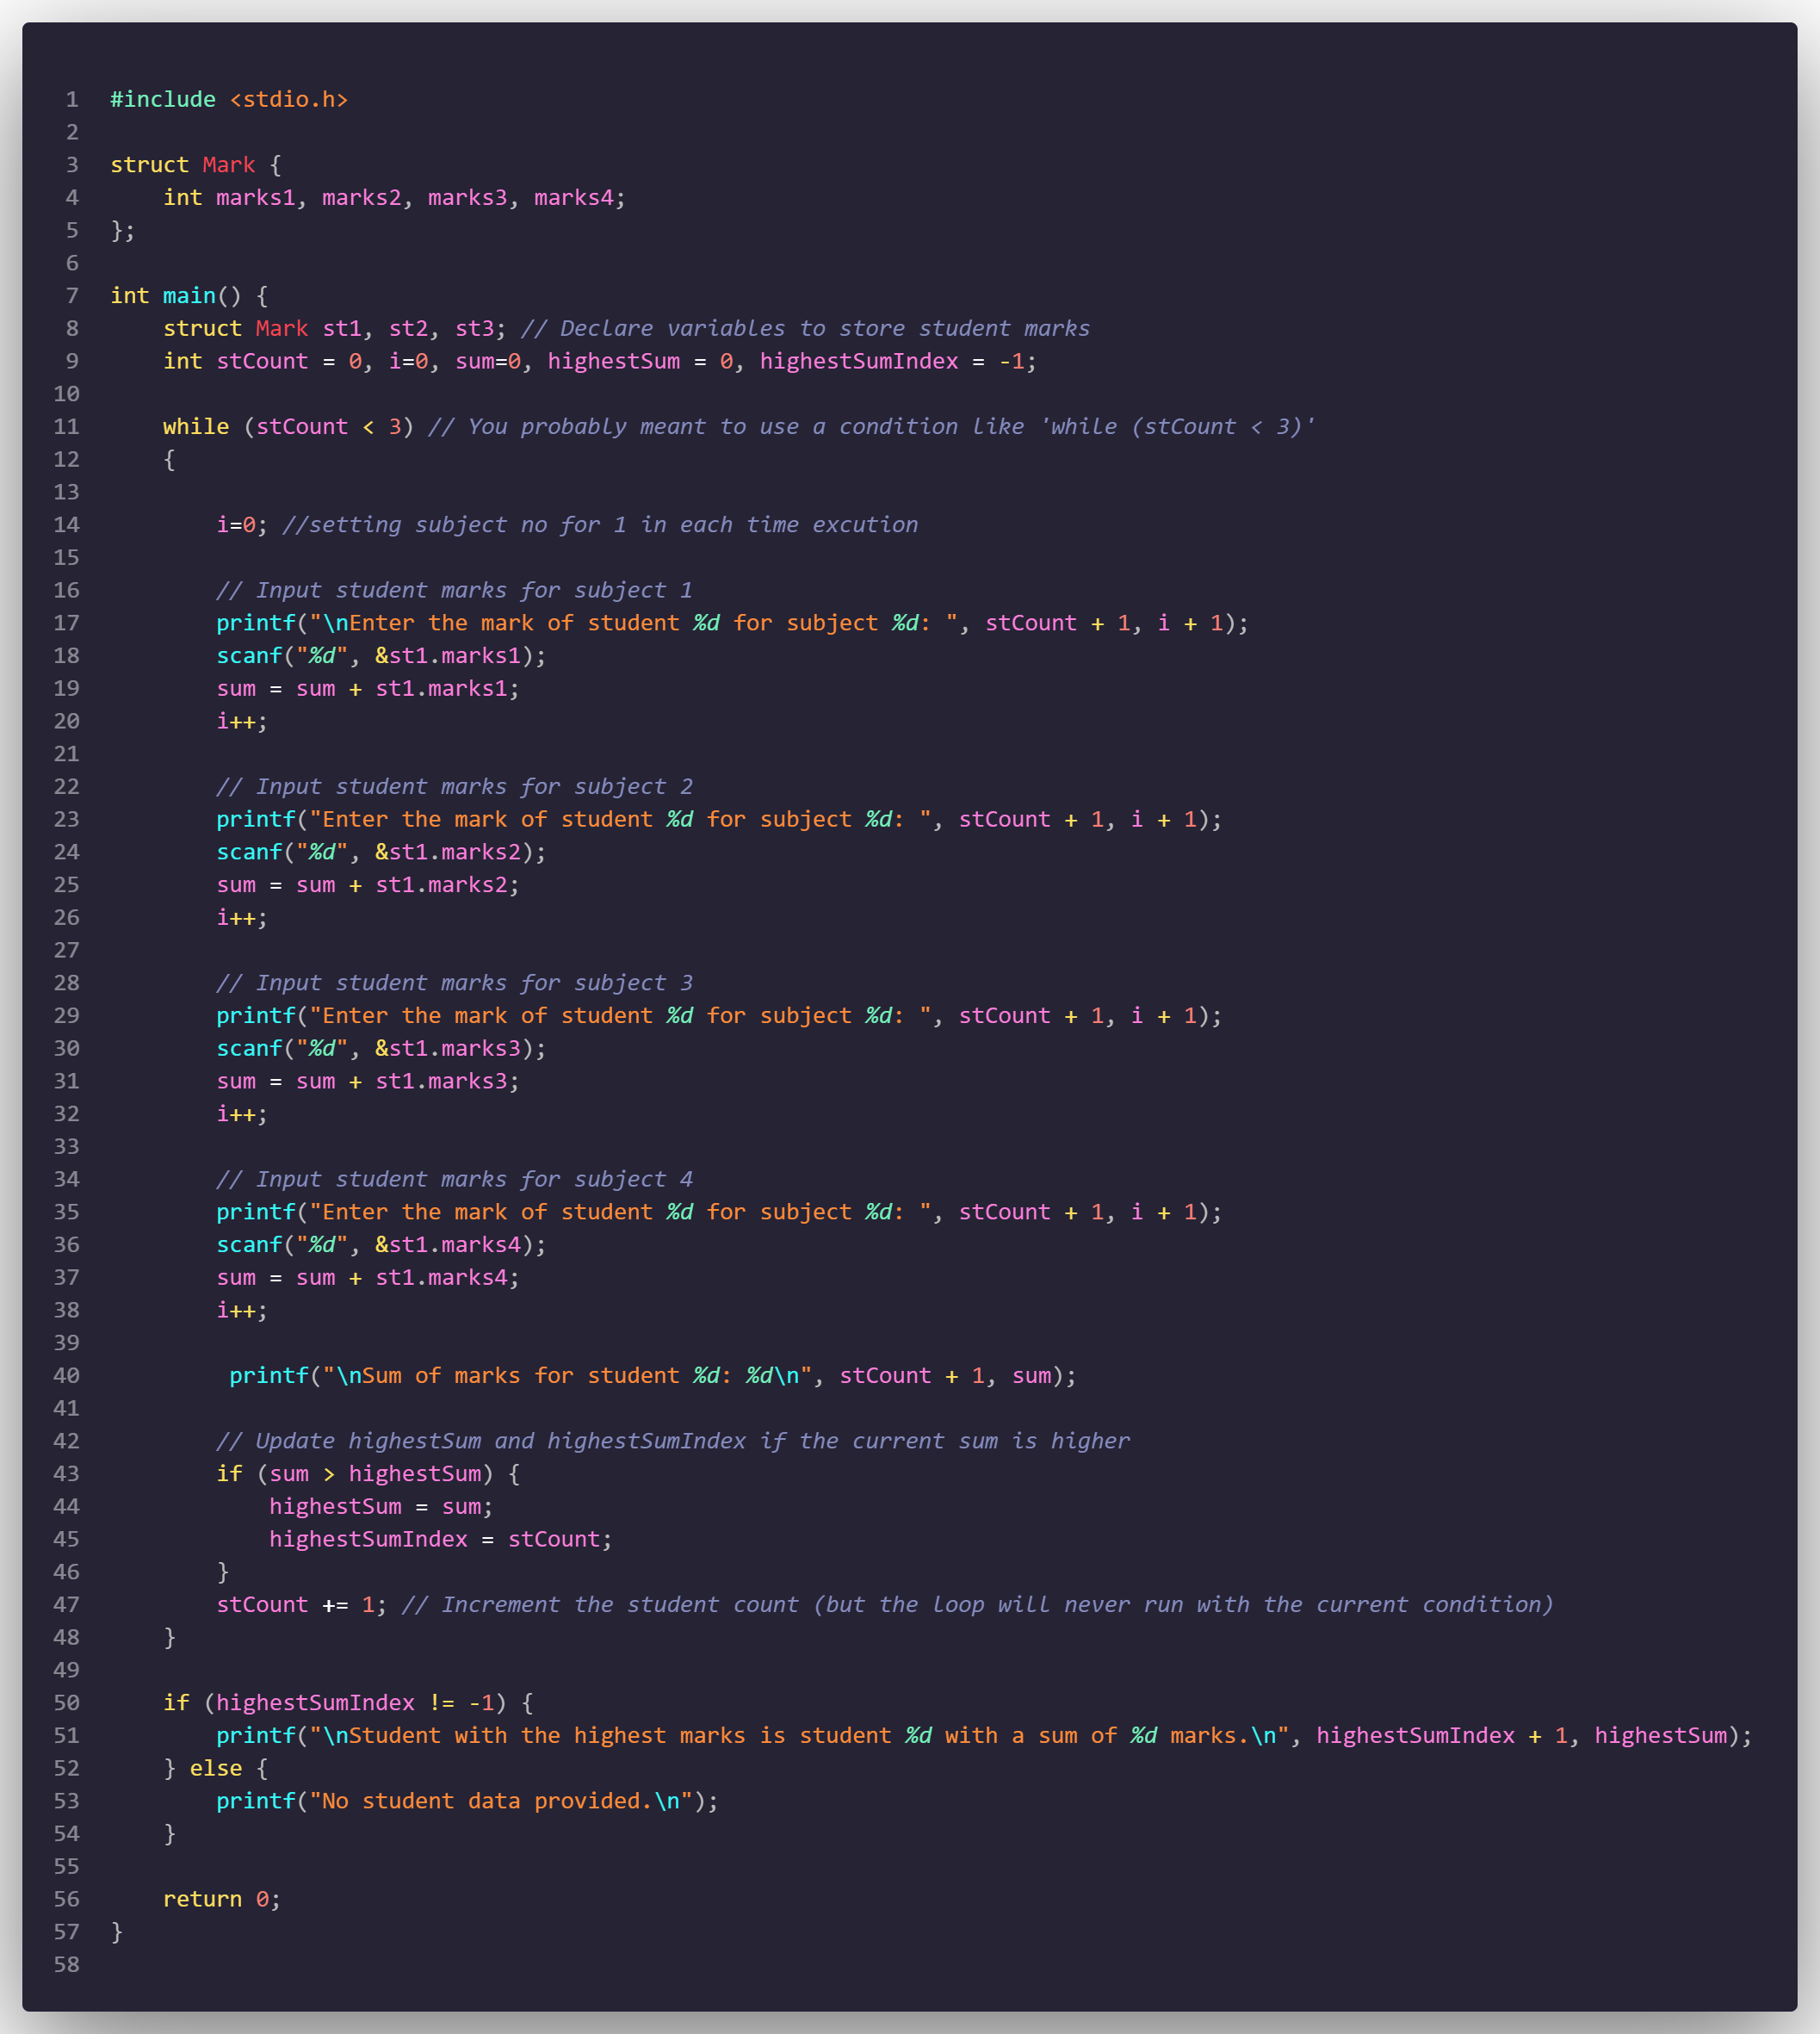 1 #include <stdio.h>
2
3 struct Mark {
4     int marks1, marks2, marks3, marks4;
5 };
6
7 int main() {
8     struct Mark st1, st2, st3; // Declare variables to store student marks
9     int stCount = 0, i=0, sum=0, highestSum = 0, highestSumIndex = -1;
10
11     while (stCount < 3) // You probably meant to use a condition like 'while (stCount < 3)'
12     {
13
14         i=0; //setting subject no for 1 in each time excution
15
16         // Input student marks for subject 1
17         printf("\nEnter the mark of student %d for subject %d: ", stCount + 1, i + 1);
18         scanf("%d", &st1.marks1);
19         sum = sum + st1.marks1;
20         i++;
21
22         // Input student marks for subject 2
23         printf("Enter the mark of student %d for subject %d: ", stCount + 1, i + 1);
24         scanf("%d", &st1.marks2);
25         sum = sum + st1.marks2;
26         i++;
27
28         // Input student marks for subject 3
29         printf("Enter the mark of student %d for subject %d: ", stCount + 1, i + 1);
30         scanf("%d", &st1.marks3);
31         sum = sum + st1.marks3;
32         i++;
33
34         // Input student marks for subject 4
35         printf("Enter the mark of student %d for subject %d: ", stCount + 1, i + 1);
36         scanf("%d", &st1.marks4);
37         sum = sum + st1.marks4;
38         i++;
39
40          printf("\nSum of marks for student %d: %d\n", stCount + 1, sum);
41
42         // Update highestSum and highestSumIndex if the current sum is higher
43         if (sum > highestSum) {
44             highestSum = sum;
45             highestSumIndex = stCount;
46         }
47         stCount += 1; // Increment the student count (but the loop will never run with the current condition)
48     }
49
50     if (highestSumIndex != -1) {
51         printf("\nStudent with the highest marks is student %d with a sum of %d marks.\n", highestSumIndex + 1, highestSum);
52     } else {
53         printf("No student data provided.\n");
54     }
55
56     return 0;
57 }
58